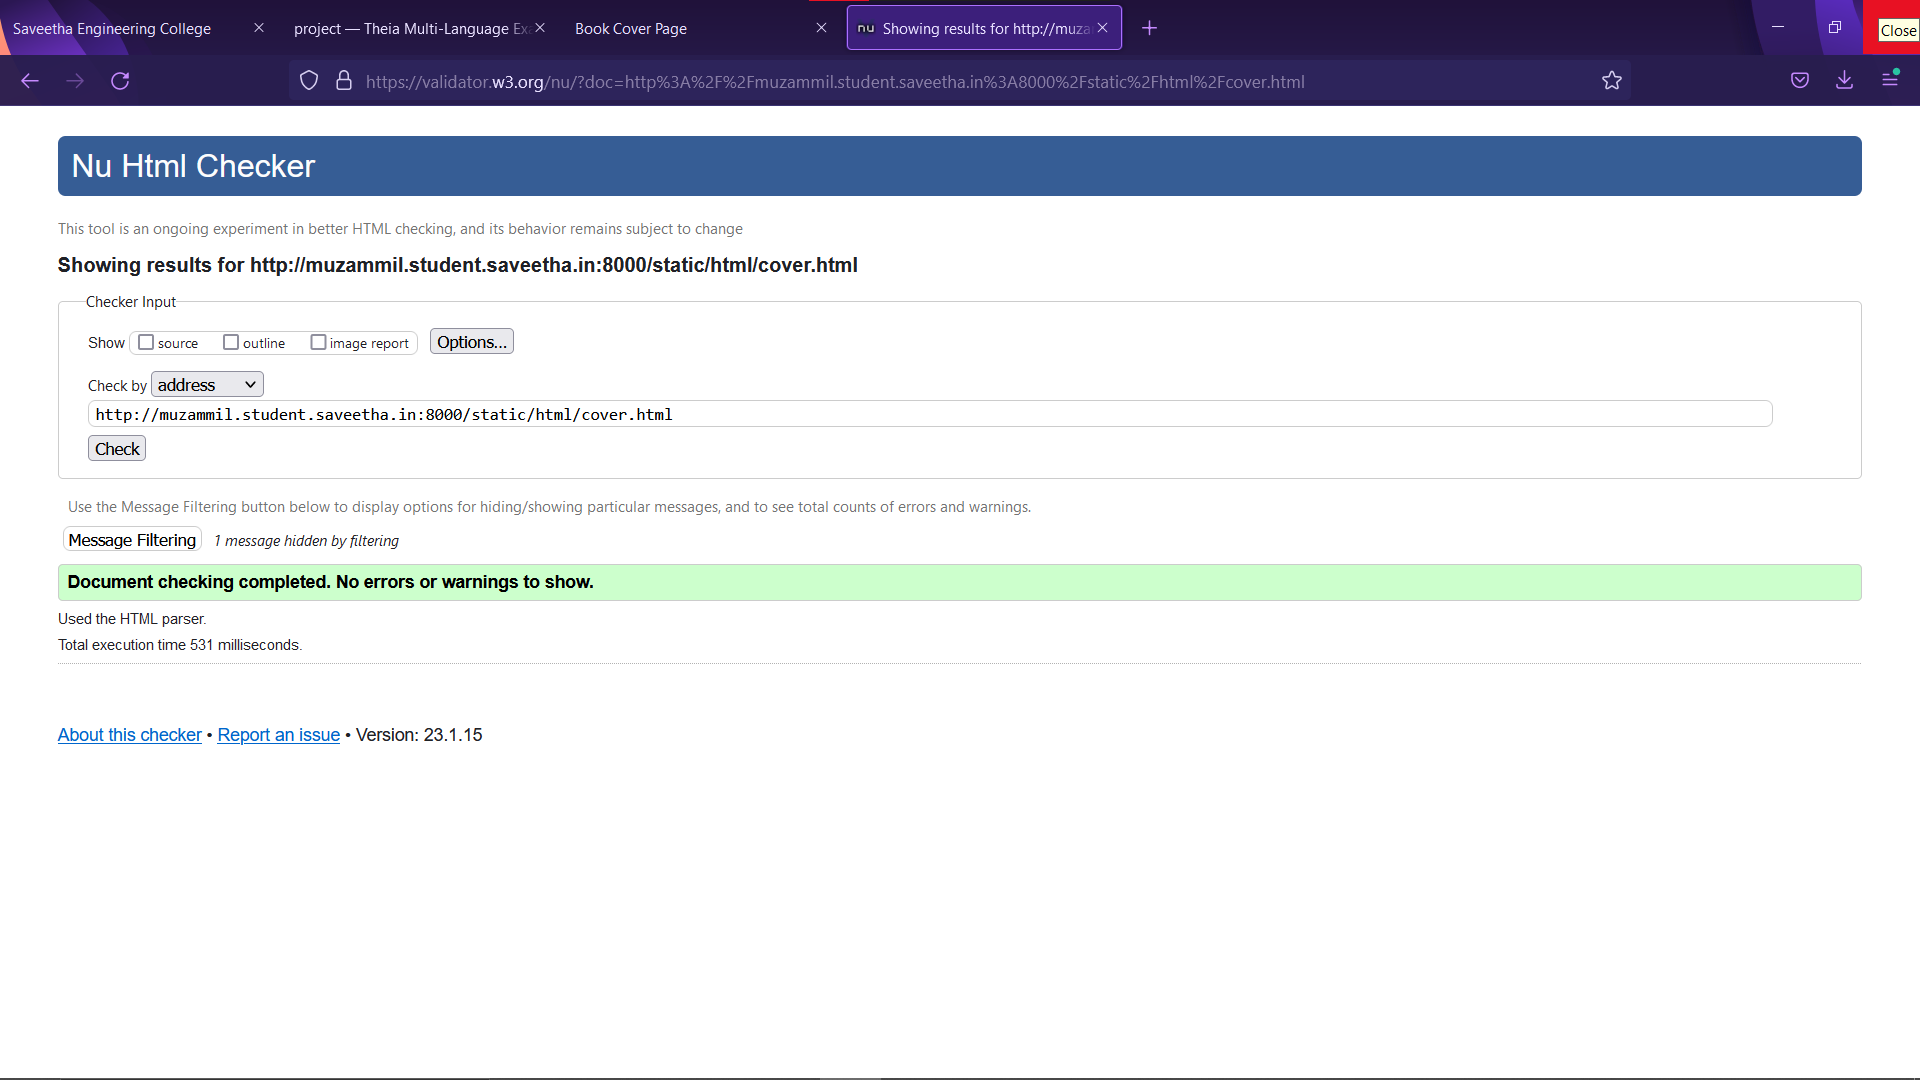 Saveetha Engineering College
project — Theia Multi-Language Ex
Book Cover Page
nu Showing results for http://muza
Close
https://validator.w3.org/nu/?doc=http%3A%2F%2Fmuzammil.student.saveetha.in%3A8000%2Fstatic%2Fhtml%2Fcover.html
Nu Html Checker
This tool is an ongoing experiment in better HTML checking, and its behavior remains subject to change
Showing results for http://muzammil.student.saveetha.in:8000/static/html/cover.html
Checker Input
Show source outline image report Options...
Check by address
http://muzammil.student.saveetha.in:8000/static/html/cover.html
Check
Use the Message Filtering button below to display options for hiding/showing particular messages, and to see total counts of errors and warnings.
Message Filtering 1 message hidden by filtering
Document checking completed. No errors or warnings to show.
Used the HTML parser.
Total execution time 531 milliseconds.
About this checker • Report an issue • Version: 23.1.15